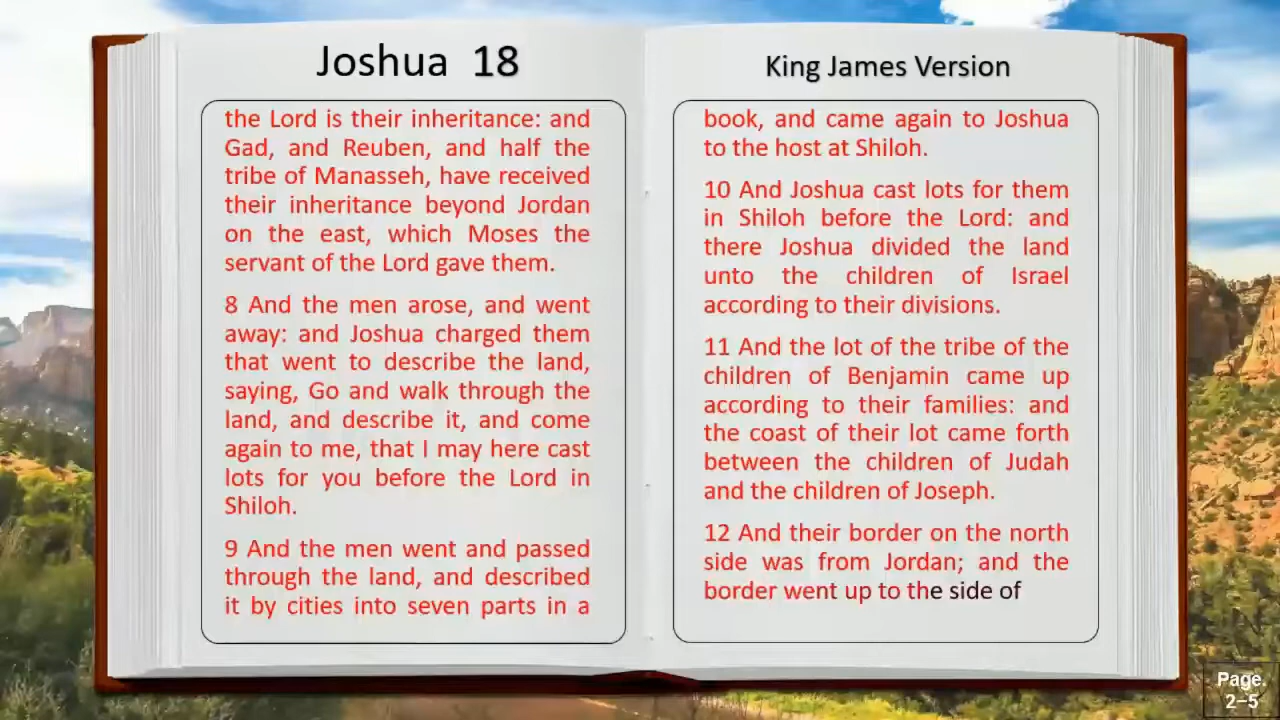 Joshua 18
the Lord is their inheritance: and
Gad, and Reuben, and half the
tribe of Manasseh, have received
their inheritance beyond Jordan
on the east, which Moses the
servant of the Lord gave them.
8 And the men arose, and went
away: and Joshua charged them
that went to describe the land,
saying, Go and walk through the
land, and describe it, and come
again to me, that I may here cast
lots for you before the Lord in
Shiloh.
9 And the men went and passed
through the land, and described
it by cities into seven parts in a
King James Version
book, and came again to Joshua
to the host at Shiloh.
10 And Joshua cast lots for them
in Shiloh before the Lord: and
there Joshua divided the land
unto the children of Israel
according to their divisions.
11 And the lot of the tribe of the
children of Benjamin came up
according to their families: and
the coast of their lot came forth
between the children of Judah
and the children of Joseph.
12 And their border on the north
side was from Jordan; and the
border went up to the side of
Page.
2-5